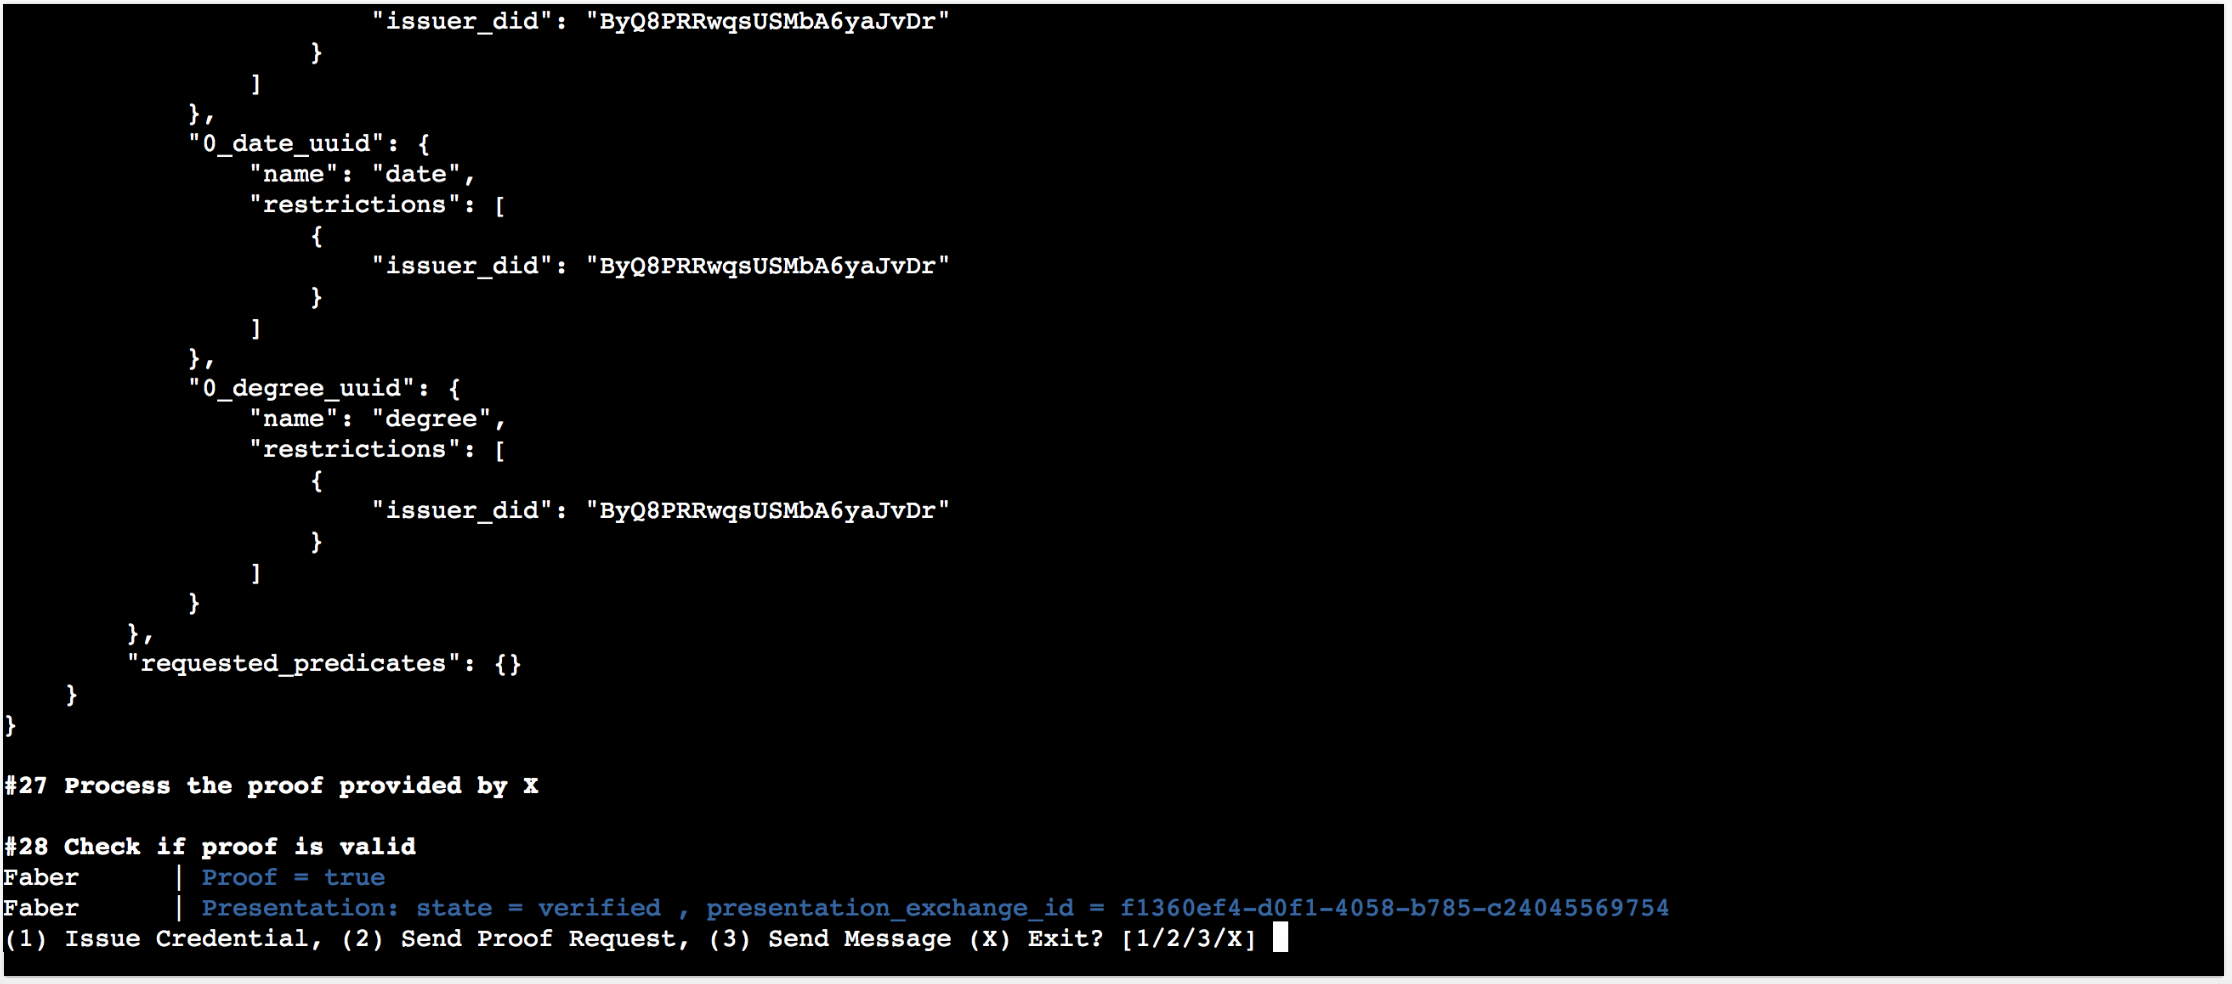 "issuer_did": "ByQ8PRRwqsUSMbA6yaJvDr"
}
]
},
"0_date_uuid": {
"name": "date",
"restrictions": [
{
"issuer_did": "ByQ8PRRwqsUSMbA6yaJvDr"
}
]
},
"0_degree_uuid": {
"name": "degree",
"restrictions": [
{
"issuer_did": "ByQ8PRRwqsUSMbA6yaJvDr"
}
]
}
},
"requested_predicates": {}
}
}
#27 Process the proof provided by X
#28 Check if proof is valid
Faber | Proof = true
Faber | Presentation: state = verified , presentation_exchange_id = f1360ef4-d0f1-4058-b785-c24045569754
(1) Issue Credential, (2) Send Proof Request, (3) Send Message (X) Exit? [1/2/3/X]